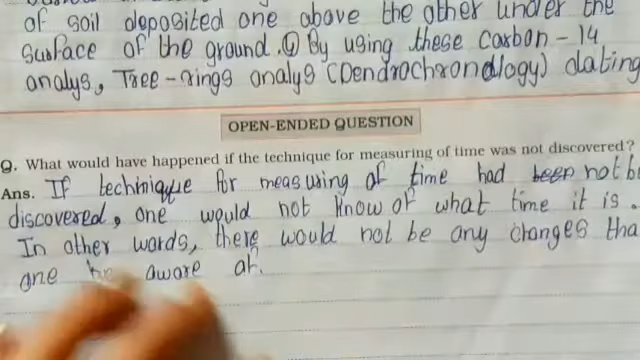 of soil deposited one above the other under the
surface of the ground. ④ By using these Carbon-14
analys, Tree-rings analys (Dendrochronology) dating
OPEN-ENDED QUESTION
Q. What would have happened if the technique for measuring of time was not discovered?
Ans. If techinique for measuring of time had not be
discovered, one would not know of what time it is.
In other words, there would not be any changes tha
one aware